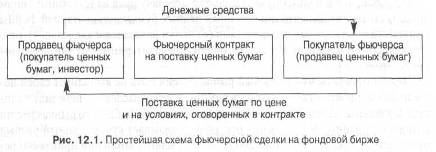 Денежные средства
Продавец фьючерса
(покупатель ценных
бумаг, инвестор)
Фьючерсный контракт
на поставку ценных бумаг
Покупатель фьючерса
(продавец ценных бумаг)
Поставка ценных бумаг по цене
и на условиях, оговоренных в контракте
Рис. 12.1. Простейшая схема фьючерсной сделки на фондовой бирже